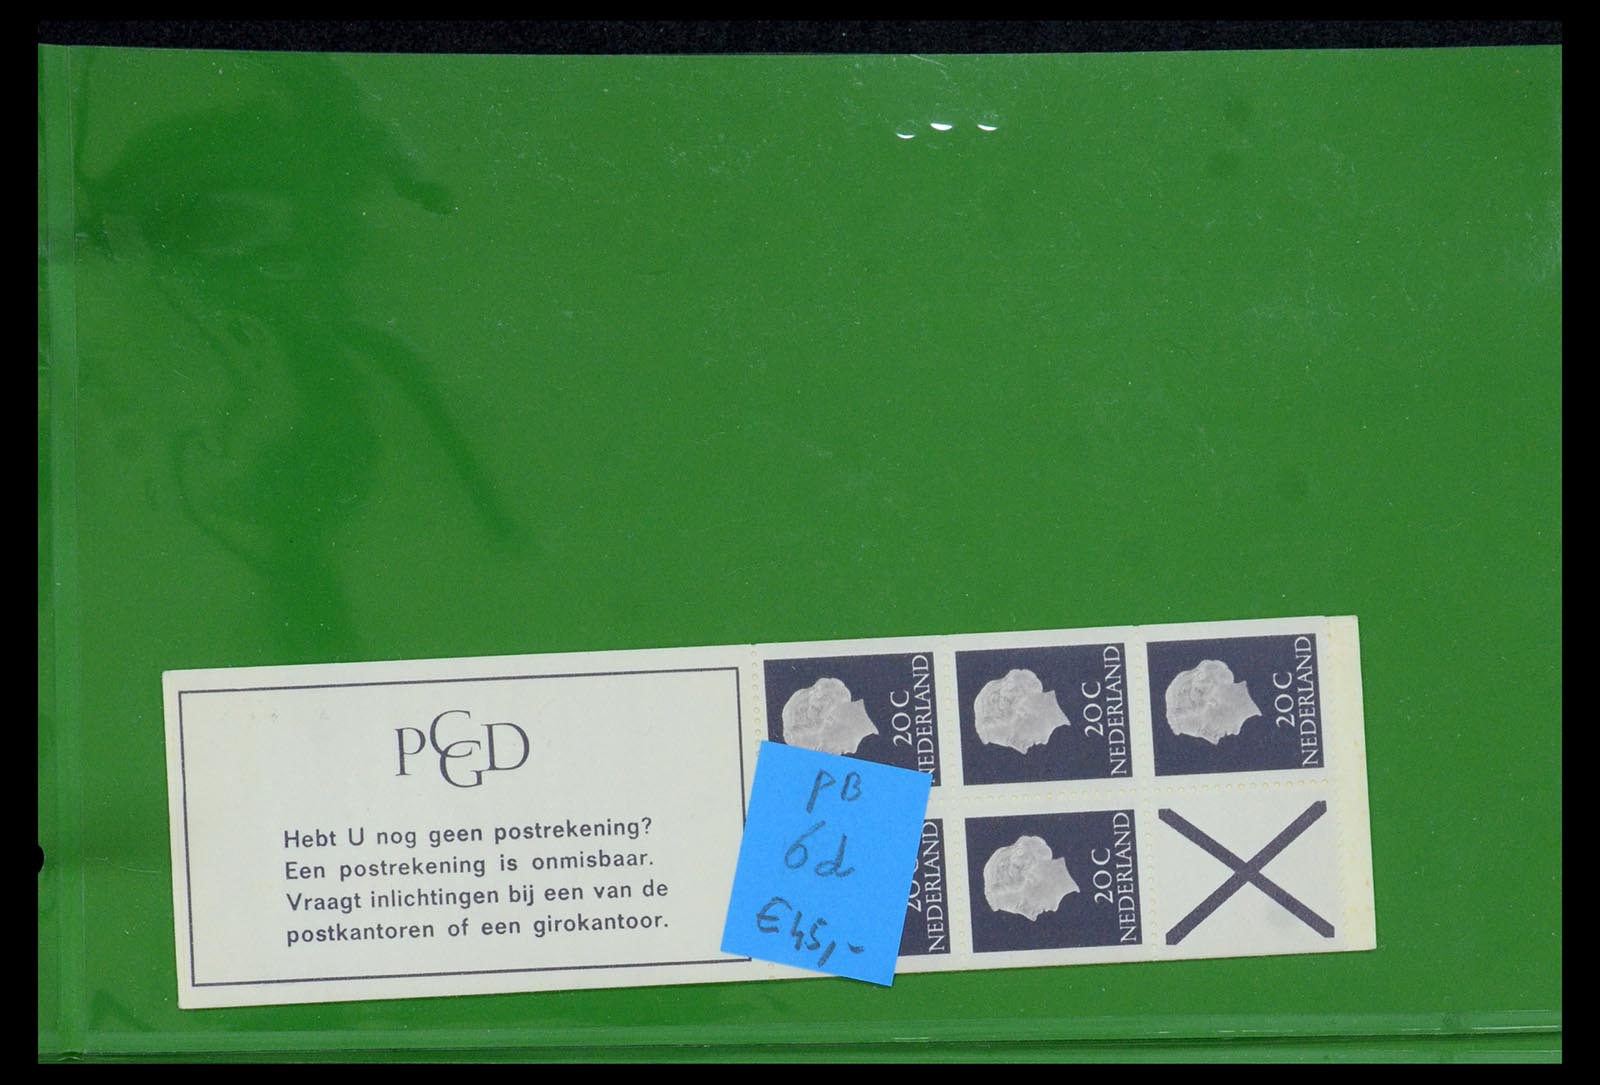 PCGD
Hebt U nog geen postrekening?
Een postrekening is onmisbaar.
Vraagt inlichtingen bij een van de
postkantoren of een girokantoor.
20 C
NEDERLAND
20 C
NEDERLAND
20 C
NEDERLAND
PB
6d
€45,-
20 C
NEDERLAND
20 C
NEDERLAND